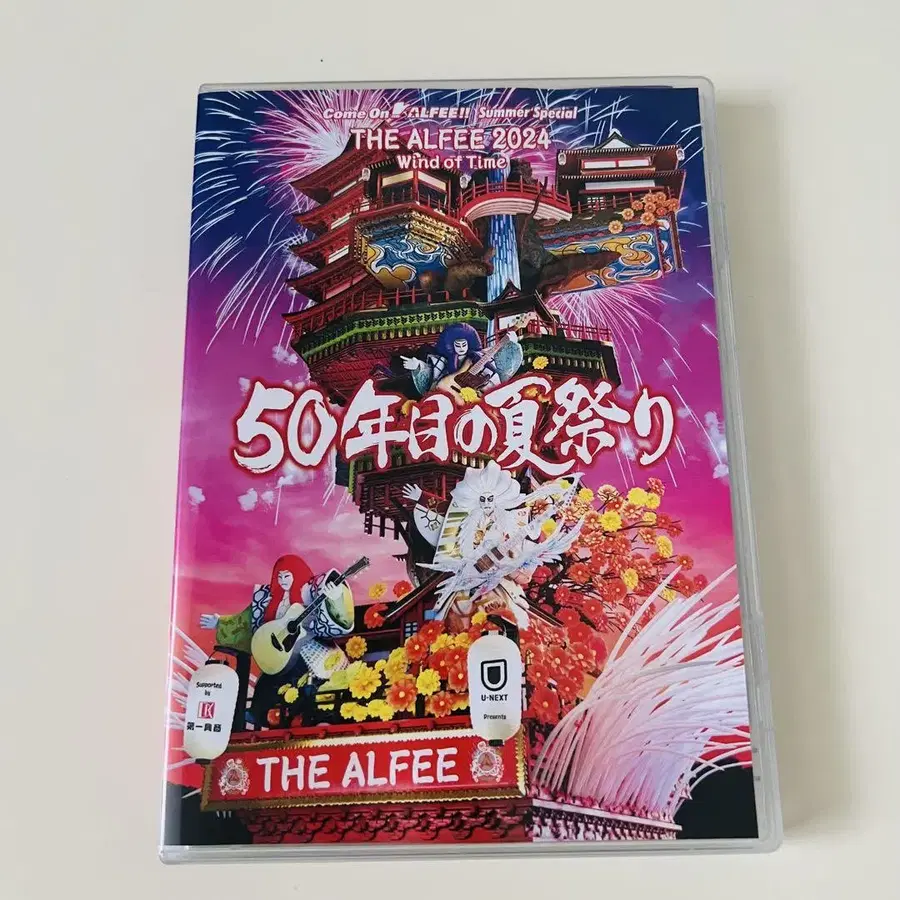 Come On ! ALFEE!! Summer Special
THE ALFEE 2024
Wind of Time
50年目の夏祭り
Supported
by
DK
第一興商
U-NEXT
Presents
THE ALFEE